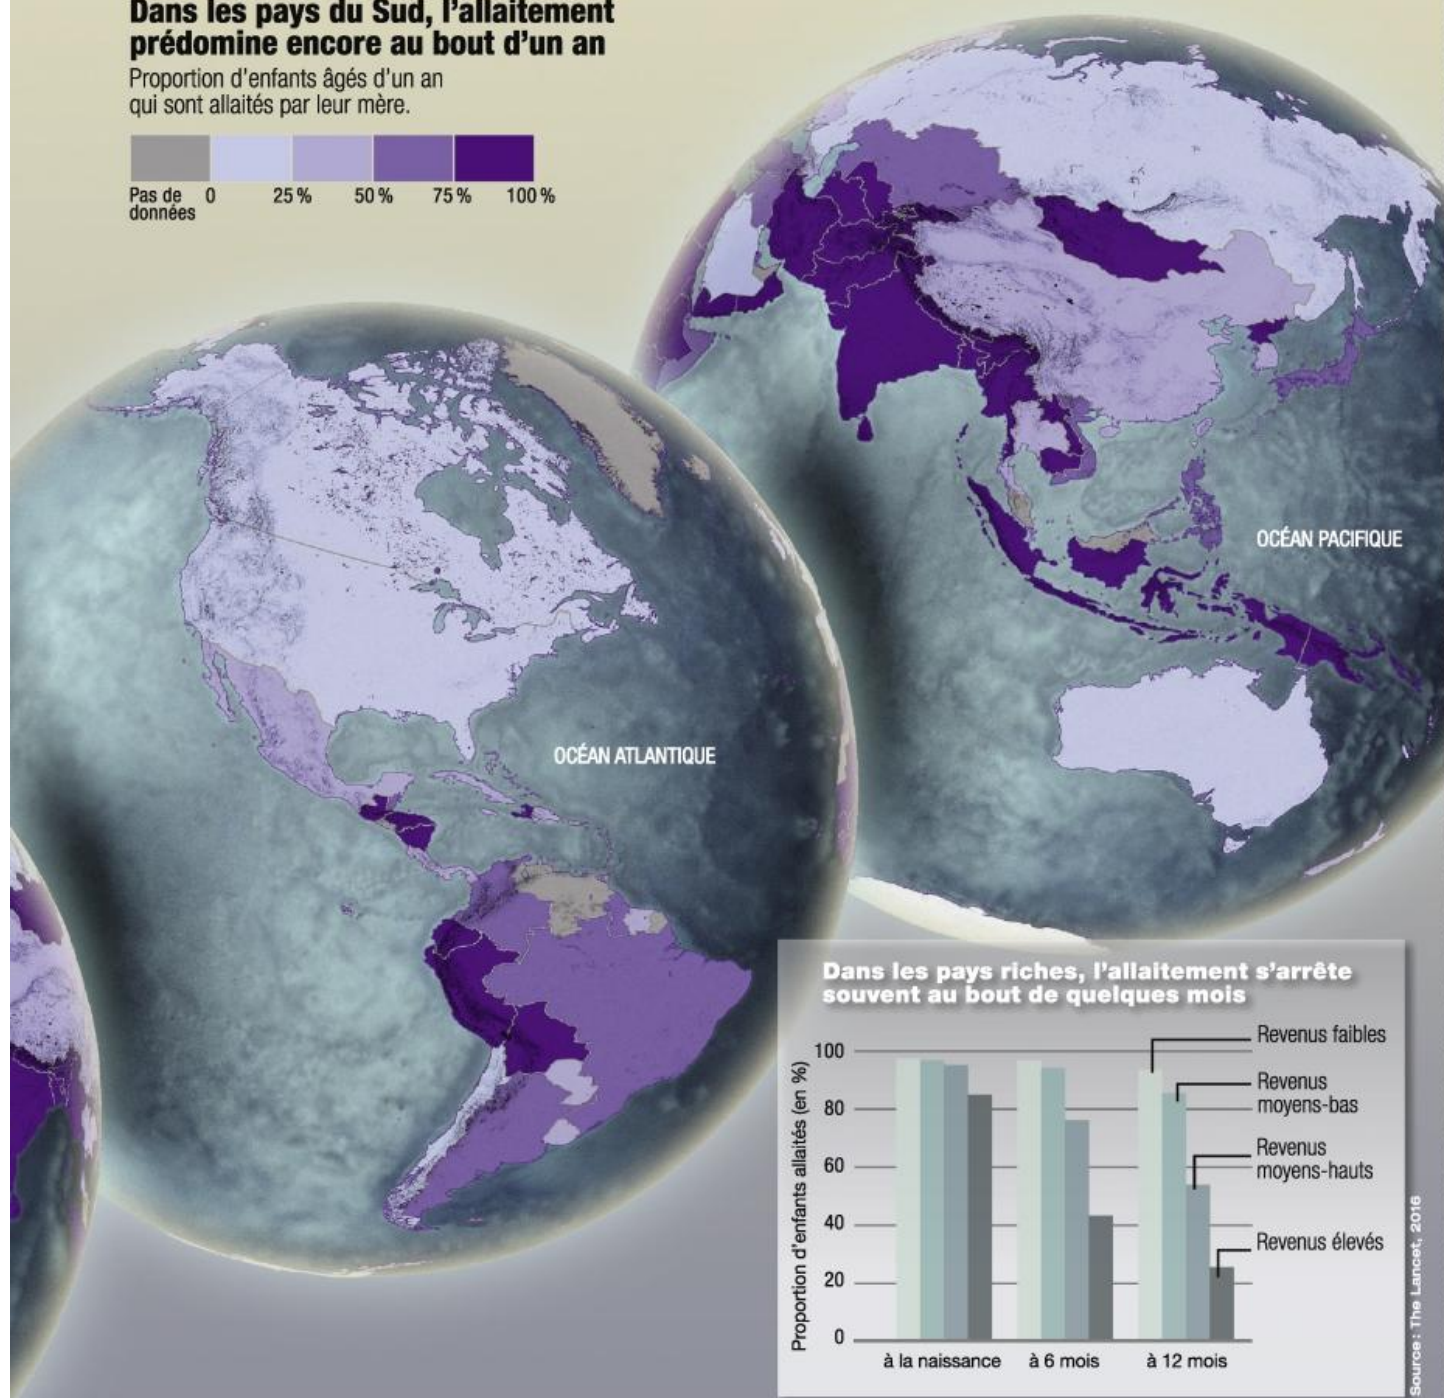 Dans les pays du Sud, l'allaitement
prédomine encore au bout d'un an
Proportion d'enfants âgés d'un an
qui sont allaités par leur mère.
Pas de
données
0
25 %
50 %
75 %
100 %
OCÉAN PACIFIQUE
OCÉAN ATLANTIQUE
Dans les pays riches, l'allaitement s'arrête
souvent au bout de quelques mois
Proportion d'enfants allaités (en %)
100
80
60
40
20
0
à la naissance
à 6 mois
à 12 mois
Revenus faibles
Revenus
moyens-bas
Revenus
moyens-hauts
Revenus élevés
Source : The Lancet, 2016